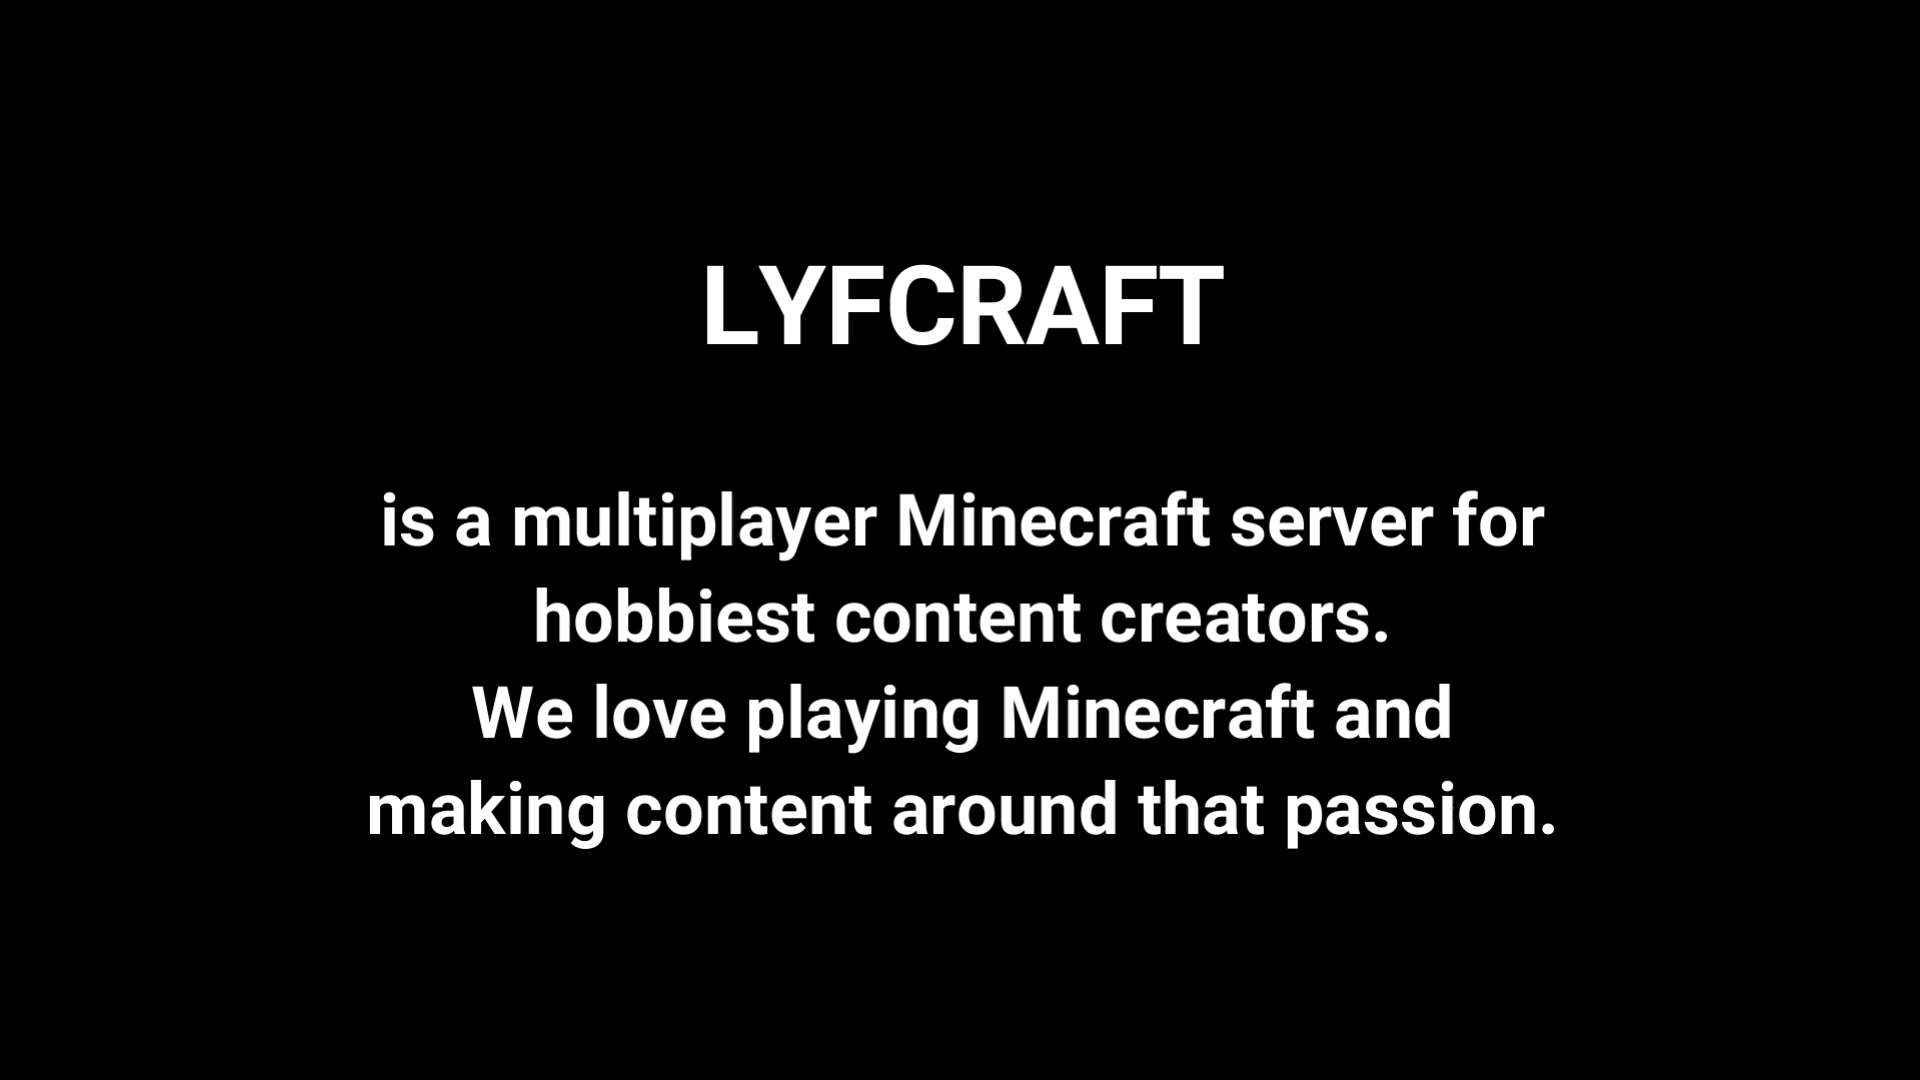 LYFCRAFT
is a multiplayer Minecraft server for
hobbiest content creators.
We love playing Minecraft and
making content around that passion.